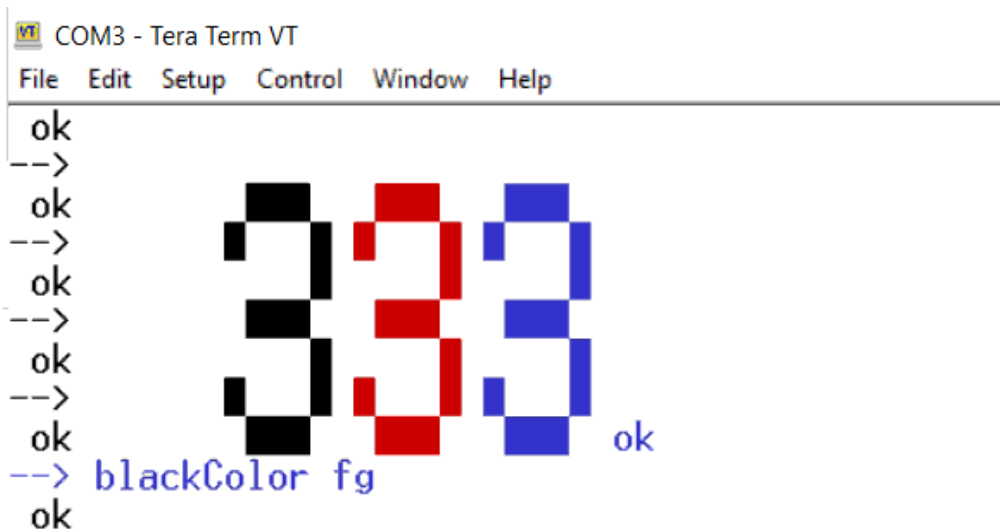 VT COM3 - Tera Term VT
File Edit Setup Control Window Help
ok
-->
ok
-->
ok
-->
ok
-->
ok 333 ok
--> blackColor fg
ok